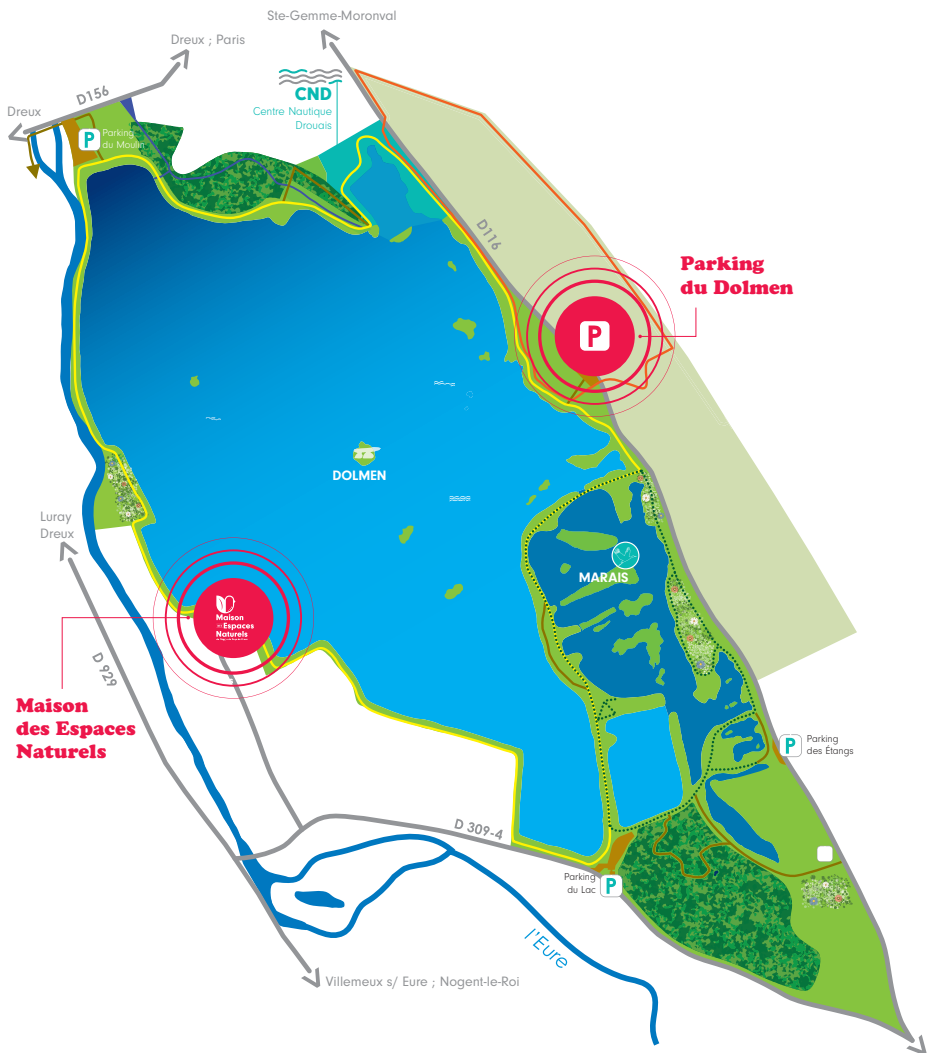 Ste-Gemme-Moronval
Dreux ; Paris
D156
Dreux
P
Parking
du Moulin
CND
Centre Nautique
Drouais
D116
Parking
du Dolmen
P
DOLMEN
Luray
Dreux
MARAIS
Maison
des Espaces
Naturels
D 929
Maison
des Espaces
Naturels
P
Parking
des Étangs
D 309-4
Parking
du Lac
P
l'Eure
Villemeux s/ Eure ; Nogent-le-Roi